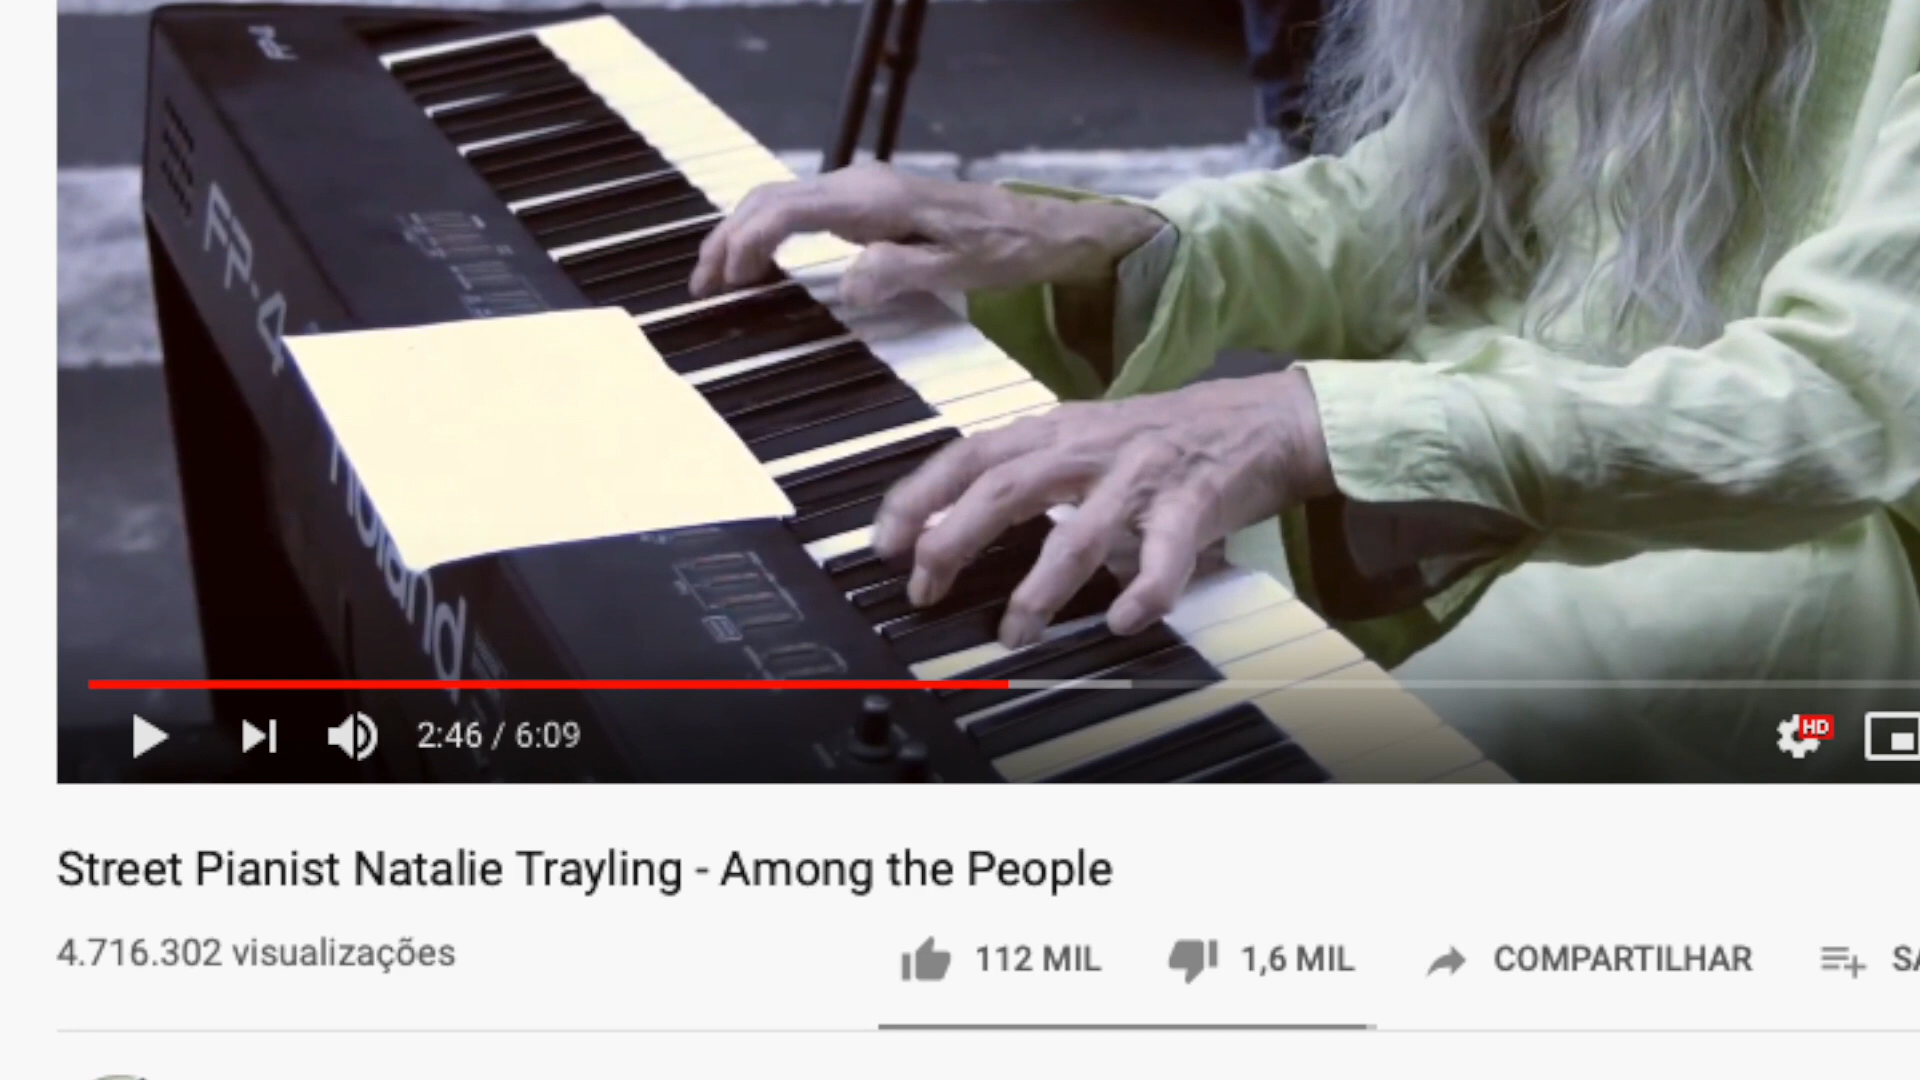 FP-4
Roland
2:46 / 6:09
HD
Street Pianist Natalie Trayling - Among the People
4.716.302 visualizações
112 MIL 1,6 MIL COMPARTILHAR